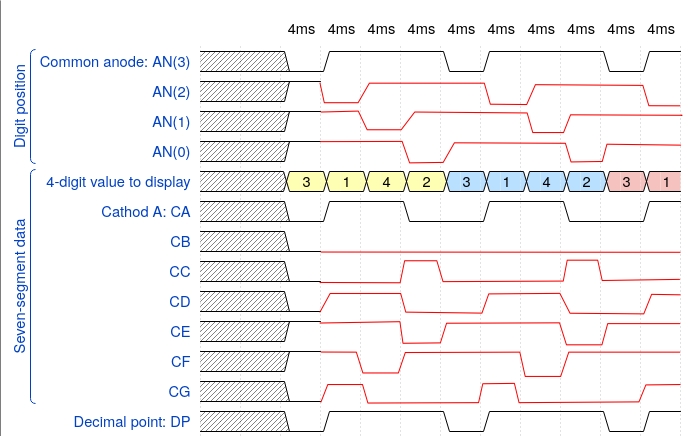 4ms 4ms 4ms 4ms 4ms 4ms 4ms 4ms 4ms 4ms
Digit position
Common anode: AN(3)
AN(2)
AN(1)
AN(0)
4-digit value to display 3 1 4 2 3 1 4 2 3 1
Seven-segment data
Cathod A: CA
CB
CC
CD
CE
CF
CG
Decimal point: DP